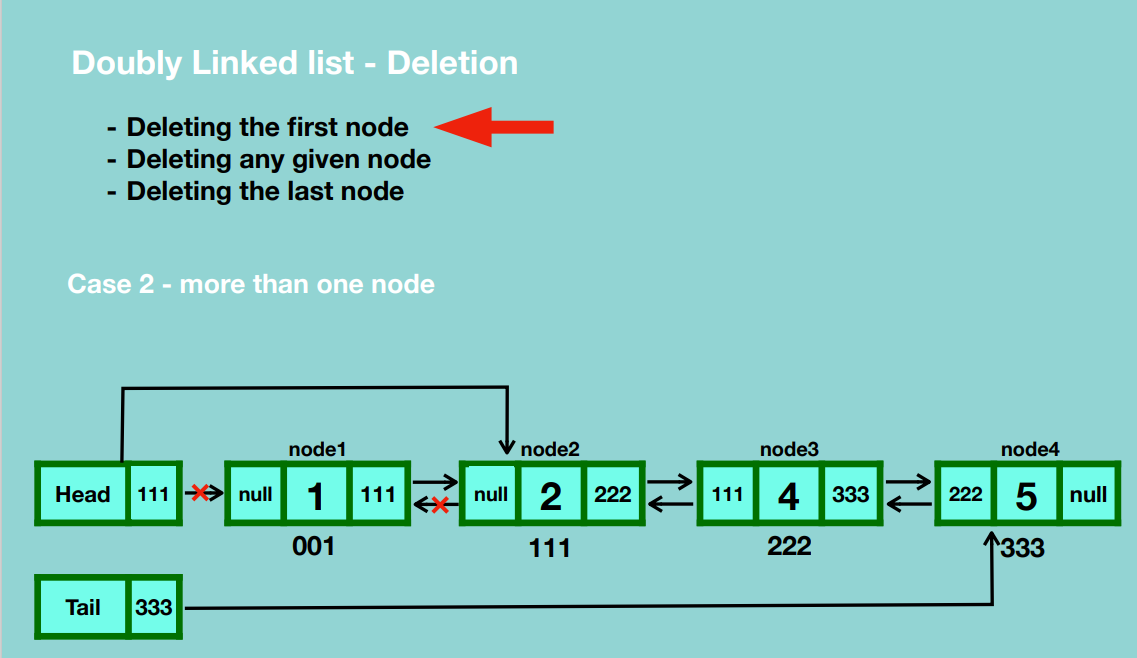 Doubly Linked list - Deletion
- Deleting the first node
- Deleting any given node
- Deleting the last node
Case 2 - more than one node
node1 node2 node3 node4
Head 111 null 1 111 null 2 222 111 4 333 222 5 null
001 111 222 333
Tail 333